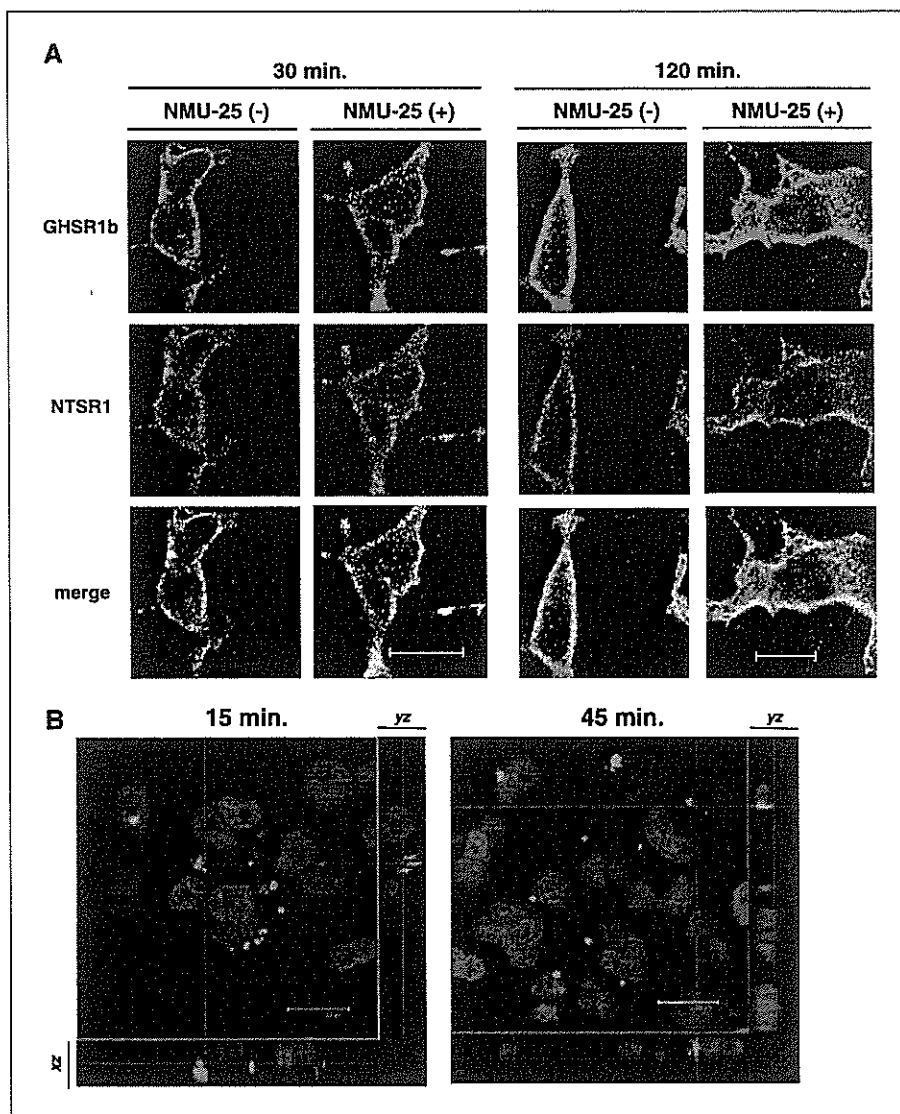 A
30 min.
120 min.
NMU-25 (-)
NMU-25 (+)
NMU-25 (-)
NMU-25 (+)
GHSR1b
NTSR1
merge
B
15 min.
yz
45 min.
yz
xz